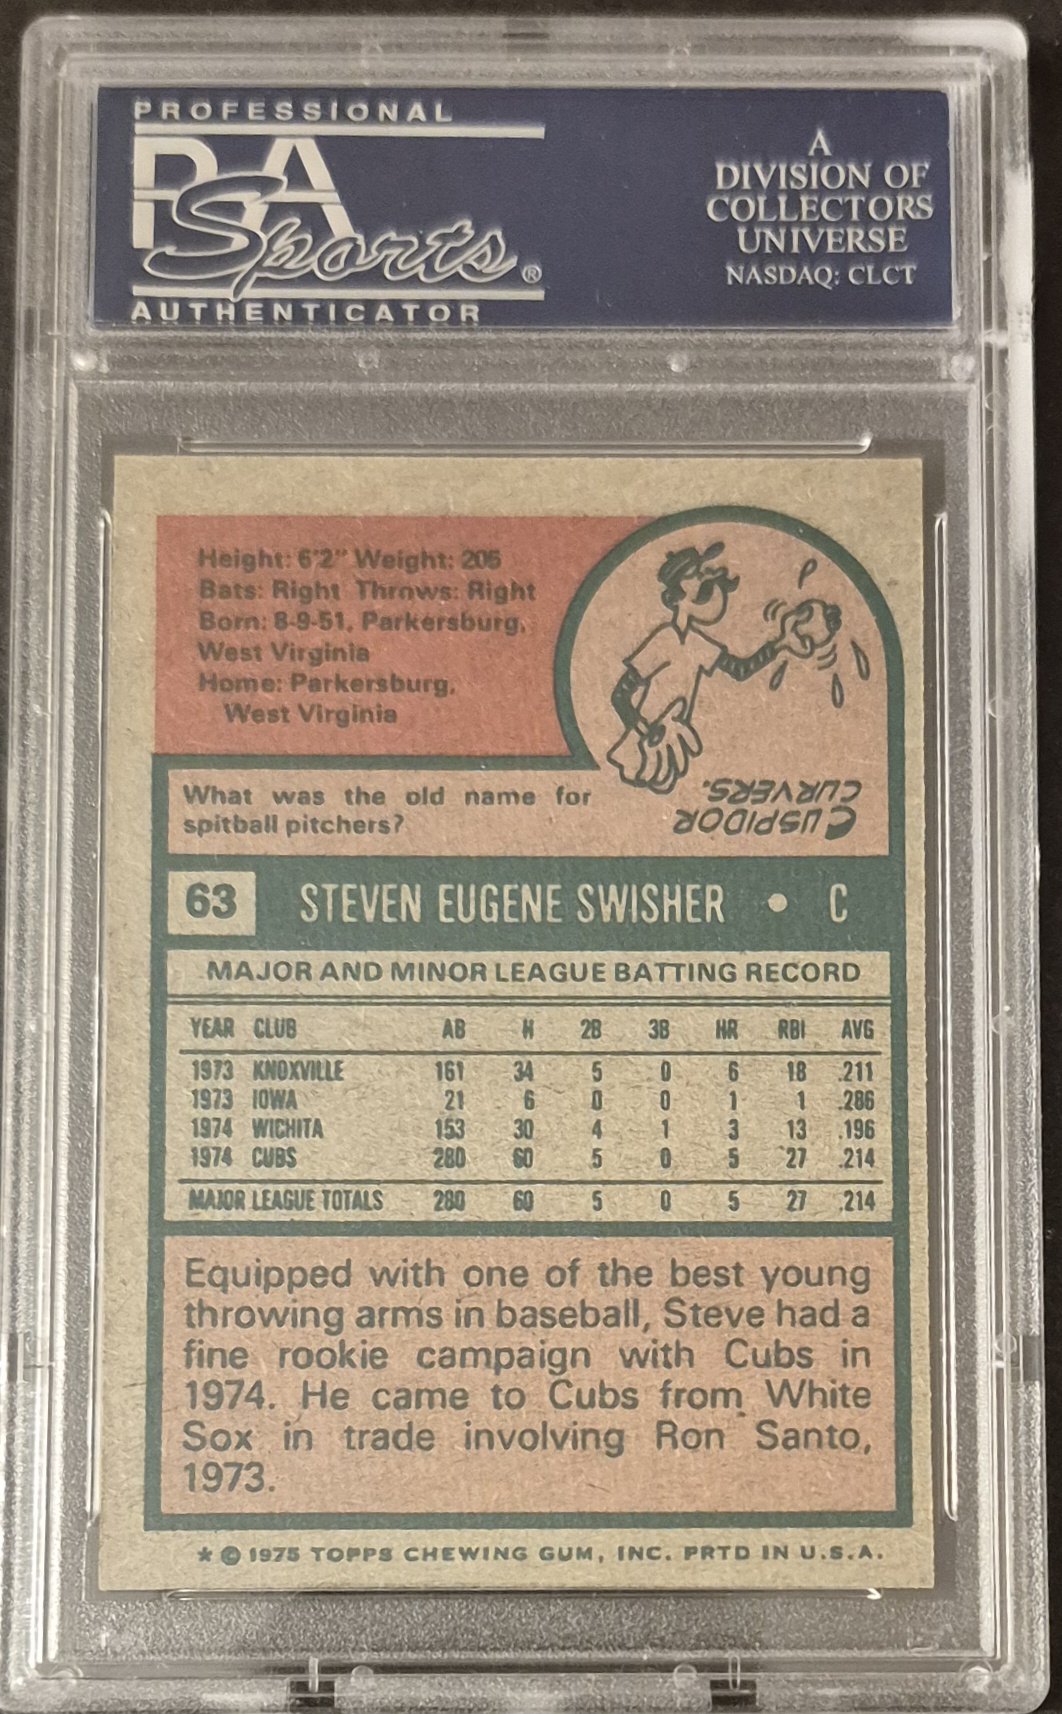 PROFESSIONAL
PSA
Sports®
AUTHENTICATOR
A
DIVISION OF
COLLECTORS
UNIVERSE
NASDAQ: CLCT
Height: 6'2" Weight: 205
Bats: Right Throws: Right
Born: 8-9-51, Parkersburg,
West Virginia
Home: Parkersburg,
West Virginia
What was the old name for
spitball pitchers?
CUSPIDOR
CURVERS.
63 STEVEN EUGENE SWISHER • C
MAJOR AND MINOR LEAGUE BATTING RECORD
YEAR CLUB AB H 2B 3B HR RBI AVG
1973 KNOXVILLE 161 34 5 0 6 18 .211
1973 IOWA 21 6 0 0 1 1 .286
1974 WICHITA 153 30 4 1 3 13 .196
1974 CUBS 280 60 5 0 5 27 .214
MAJOR LEAGUE TOTALS 280 60 5 0 5 27 .214
Equipped with one of the best young
throwing arms in baseball, Steve had a
fine rookie campaign with Cubs in
1974. He came to Cubs from White
Sox in trade involving Ron Santo,
1973.
* © 1975 TOPPS CHEWING GUM, INC. PRTD IN U.S.A.